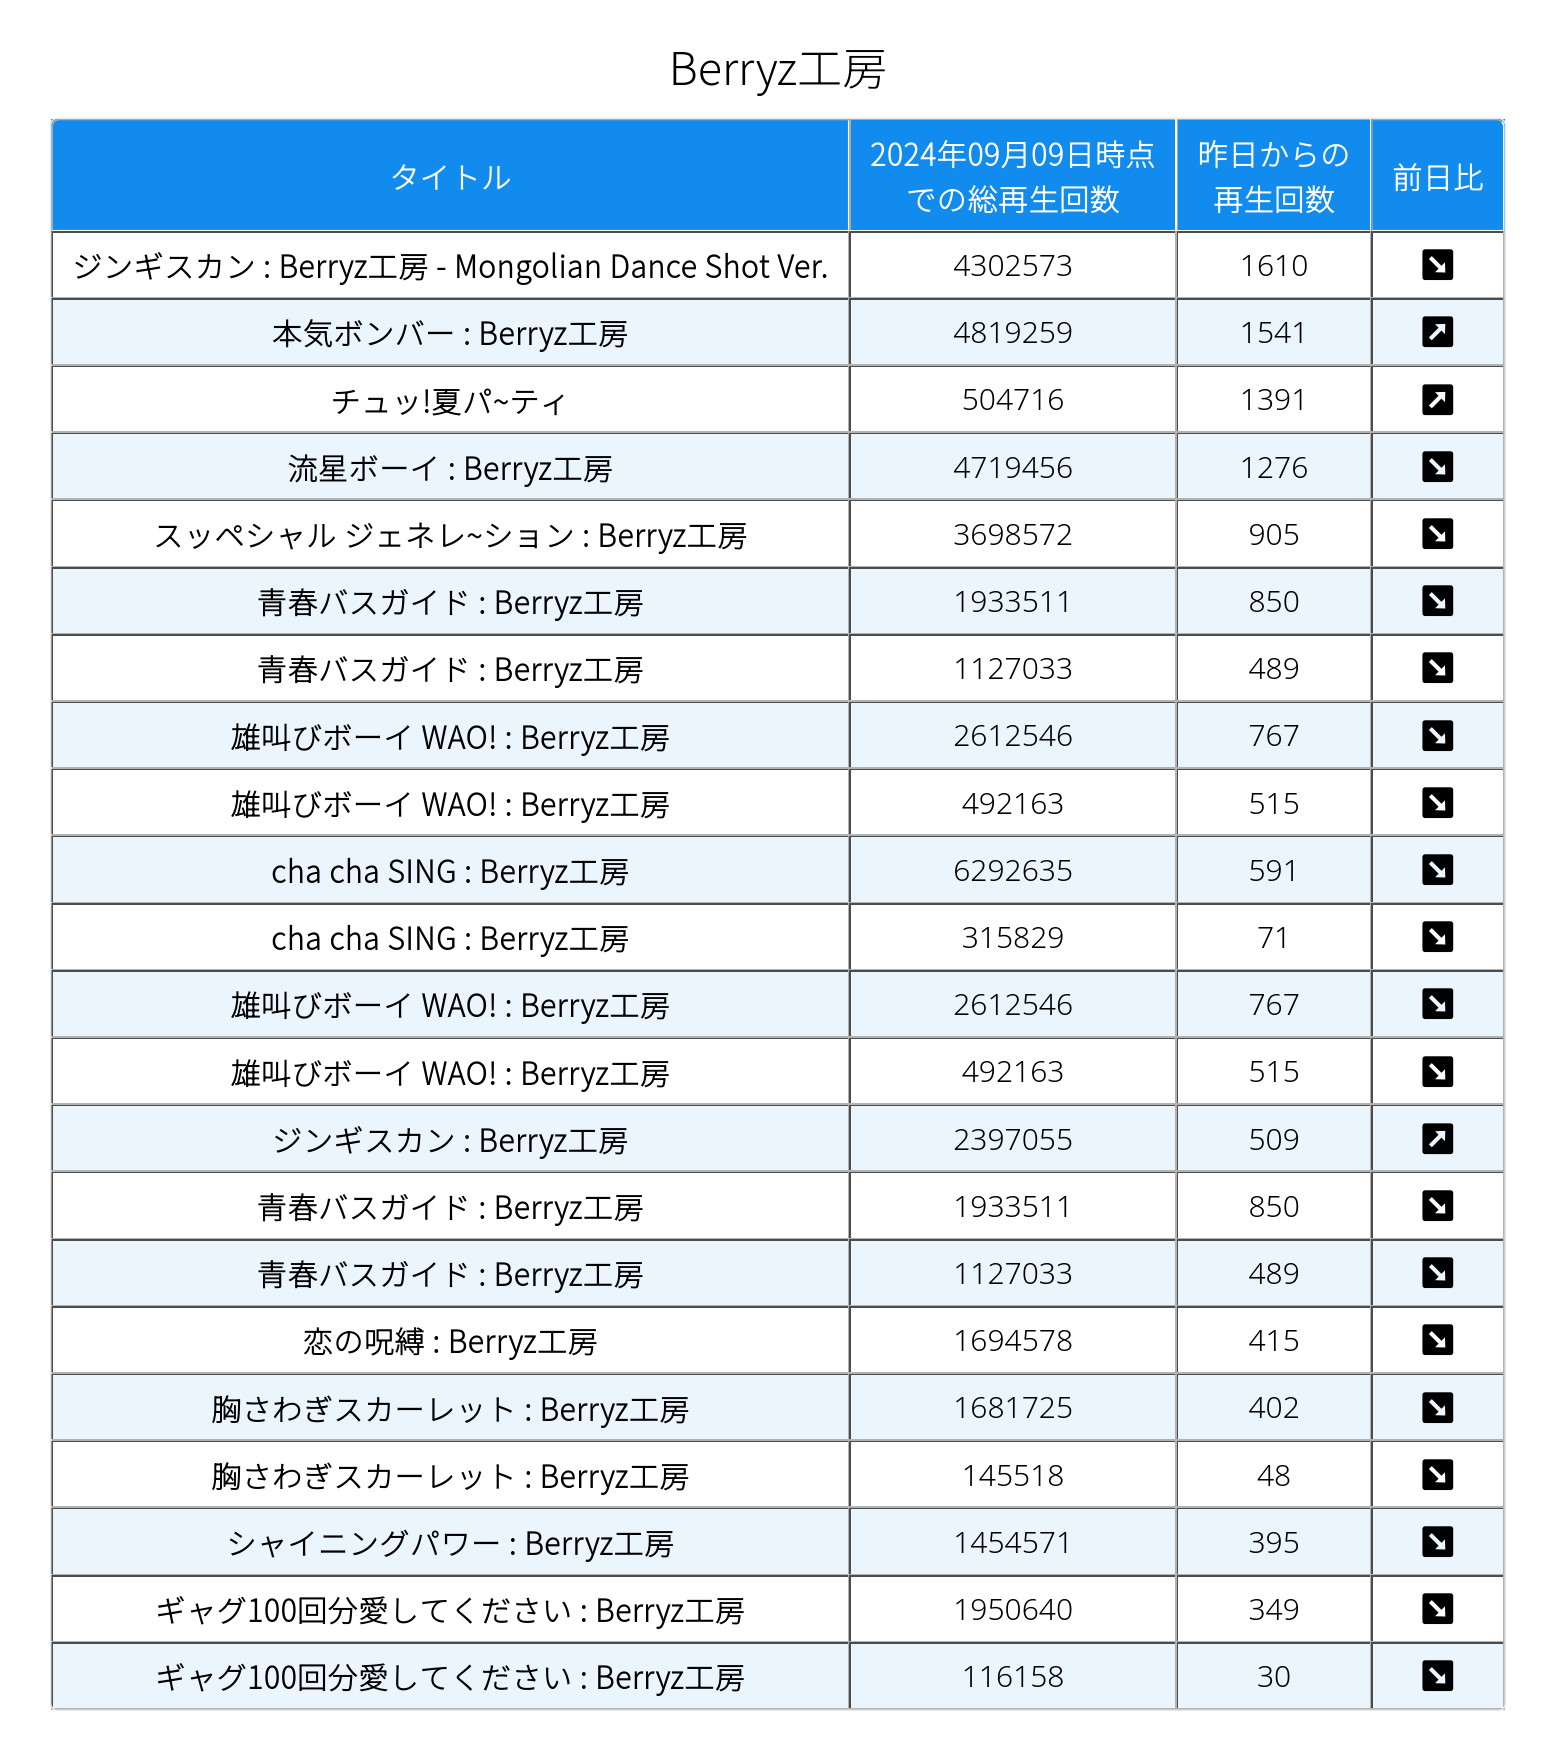 Berryz工房
タイトル 2024年09月09日時点 での総再生回数 昨日からの 再生回数 前日比
ジンギスカン : Berryz工房 - Mongolian Dance Shot Ver. 4302573 1610 ↘
本気ボンバー : Berryz工房 4819259 1541 ↗
チュッ!夏パ~ティ 504716 1391 ↗
流星ボーイ : Berryz工房 4719456 1276 ↘
スッペシャル ジェネレ~ション : Berryz工房 3698572 905 ↘
青春バスガイド : Berryz工房 1933511 850 ↘
青春バスガイド : Berryz工房 1127033 489 ↘
雄叫びボーイ WAO! : Berryz工房 2612546 767 ↘
雄叫びボーイ WAO! : Berryz工房 492163 515 ↘
cha cha SING : Berryz工房 6292635 591 ↘
cha cha SING : Berryz工房 315829 71 ↘
雄叫びボーイ WAO! : Berryz工房 2612546 767 ↘
雄叫びボーイ WAO! : Berryz工房 492163 515 ↘
ジンギスカン : Berryz工房 2397055 509 ↗
青春バスガイド : Berryz工房 1933511 850 ↘
青春バスガイド : Berryz工房 1127033 489 ↘
恋の呪縛 : Berryz工房 1694578 415 ↘
胸さわぎスカーレット : Berryz工房 1681725 402 ↘
胸さわぎスカーレット : Berryz工房 145518 48 ↘
シャイニングパワー : Berryz工房 1454571 395 ↘
ギャグ100回分愛してください : Berryz工房 1950640 349 ↘
ギャグ100回分愛してください : Berryz工房 116158 30 ↘